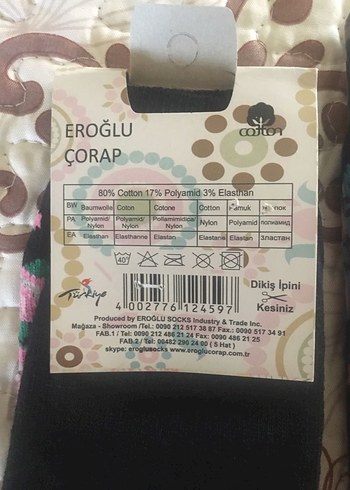 EROĞLU
ÇORAP
cotton
80% Cotton 17% Polyamid 3% Elasthan
BW Baumwolle Coton Cotone Cotton Pamuk
PA Polyamid/Nylon Polyamid/Nylon Poliammidica/Nylon Nylon Polyamid полиамид
EA Elasthan Elasthanne Elastan Elastane Elastan эластан
40°
Türkiye
Dikiş İpini
Kesiniz
4 002776 124597
Produced by EROĞLU SOCKS Industry & Trade Inc.
Mağaza - Showroom /Tel.: 0090 212 517 38 87 Fax: 0090 517 34 91
FAB.1 / Tel: 0090 212 486 21 24 Fax: 0090 486 21 25
FAB.2 / Tel: 00482 290 24 00 ( 5 Hat )
skype: eroglusocks www.eroglucorap.com.tr